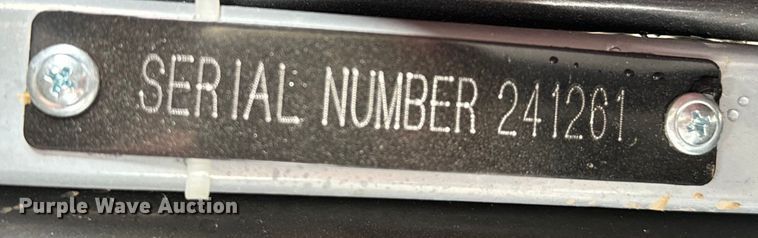 SERIAL NUMBER 241261
Purple Wave Auction